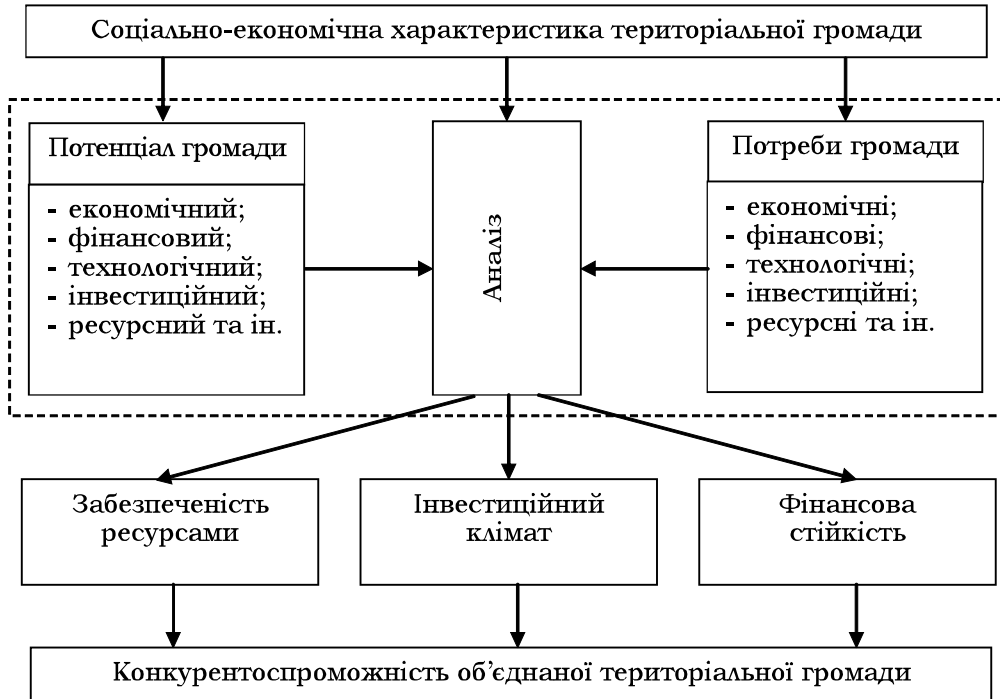 Соціально-економічна характеристика територіальної громади
Потенціал громади
- економічний;
- фінансовий;
- технологічний;
- інвестиційний;
- ресурсний та ін.
Аналіз
Потреби громади
- економічні;
- фінансові;
- технологічні;
- інвестиційні;
- ресурсні та ін.
Забезпеченість
ресурсами
Інвестиційний
клімат
Фінансова
стійкість
Конкурентоспроможність об’єднаної територіальної громади